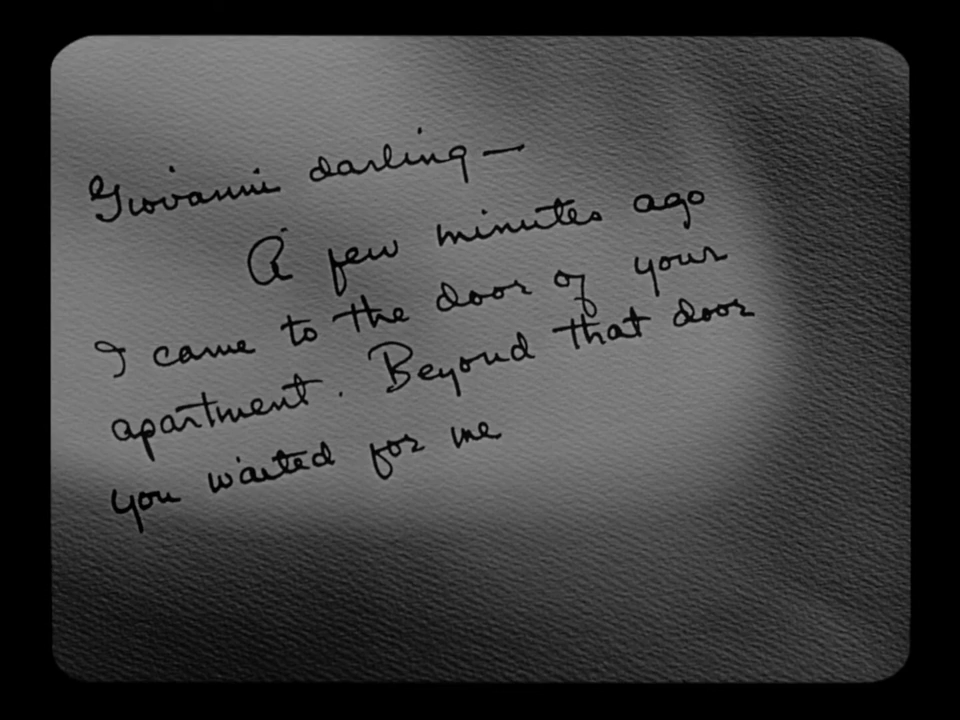 Giovanni darling —
A few minutes ago
I came to the door of your
apartment. Beyond that door
you waited for me